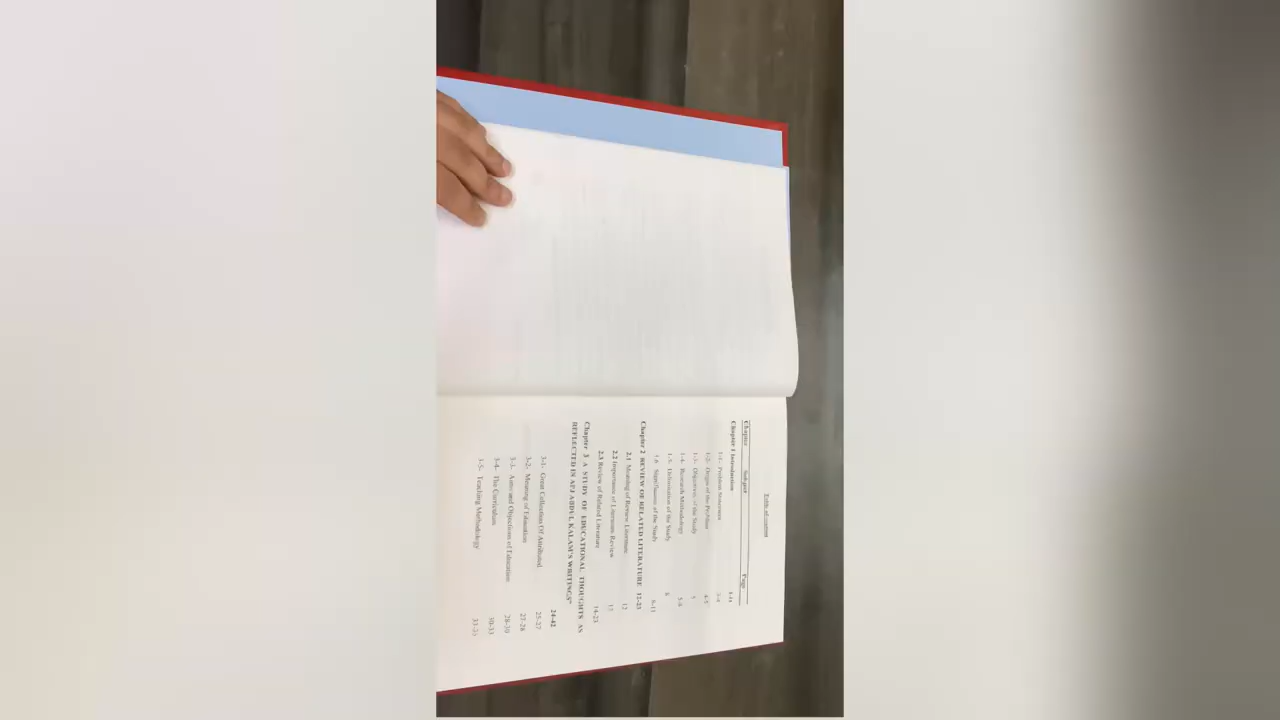 Table of content
Chapter Subject Page
Chapter 1 Introduction 1-11
1-1- Problem Statement 3-4
1-2- Origin of the Problem 4-5
1-3- Objectives of the Study 5
1-4- Research Methodology 5-6
1-5- Delimitation of the Study 6
1-6 Significance of the Study 6-11
Chapter 2 REVIEW OF RELATED LITERATURE 12-23
2.1 Meaning of Review Literature 12
2.2 Importance of Literature Review 13
2.3 Review of Related Literature 14-23
Chapter 3 A STUDY OF EDUCATIONAL THOUGHTS AS
REFLECTED IN APJ ABDUL KALAM'S WRITINGS"
24-42
3-1- Great Collection Of Attributed 25-27
3-2- Meaning of Education 27-28
3-3- Aims and Objections of Education 28-30
3-4- The Curriculum 30-33
3-5- Teaching Methodology